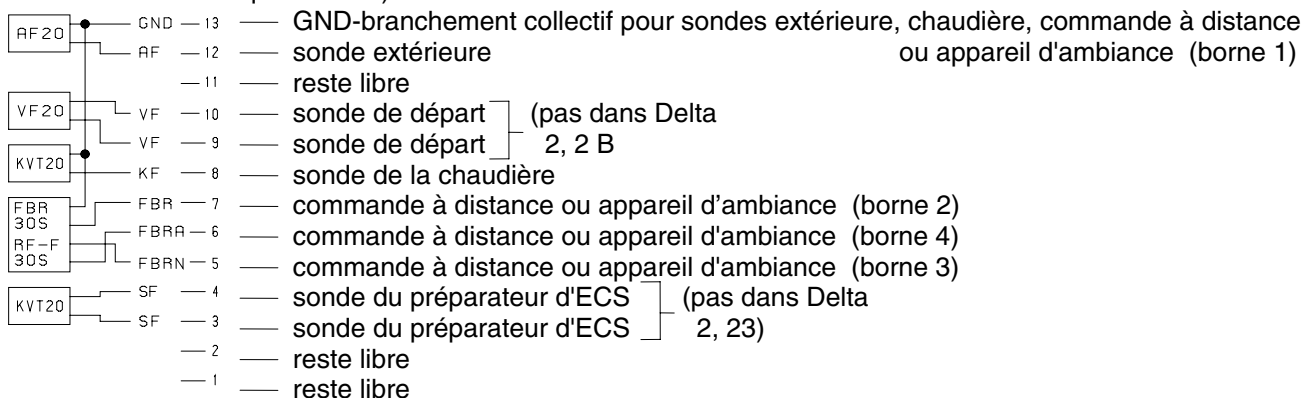 AF20 GND 13 GND-branchement collectif pour sondes extérieure, chaudière, commande à distance
AF 12 sonde extérieure ou appareil d'ambiance (borne 1)
11 reste libre
VF20 VF 10 sonde de départ (pas dans Delta
VF 9 sonde de départ 2, 2 B
KVT20 KF 8 sonde de la chaudière
FBR FBR 7 commande à distance ou appareil d'ambiance (borne 2)
30S
FBRA 6 commande à distance ou appareil d'ambiance (borne 4)
RF-F
30S FBRN 5 commande à distance ou appareil d'ambiance (borne 3)
KVT20 SF 4 sonde du préparateur d'ECS (pas dans Delta
SF 3 sonde du préparateur d'ECS 2, 23)
2 reste libre
1 reste libre